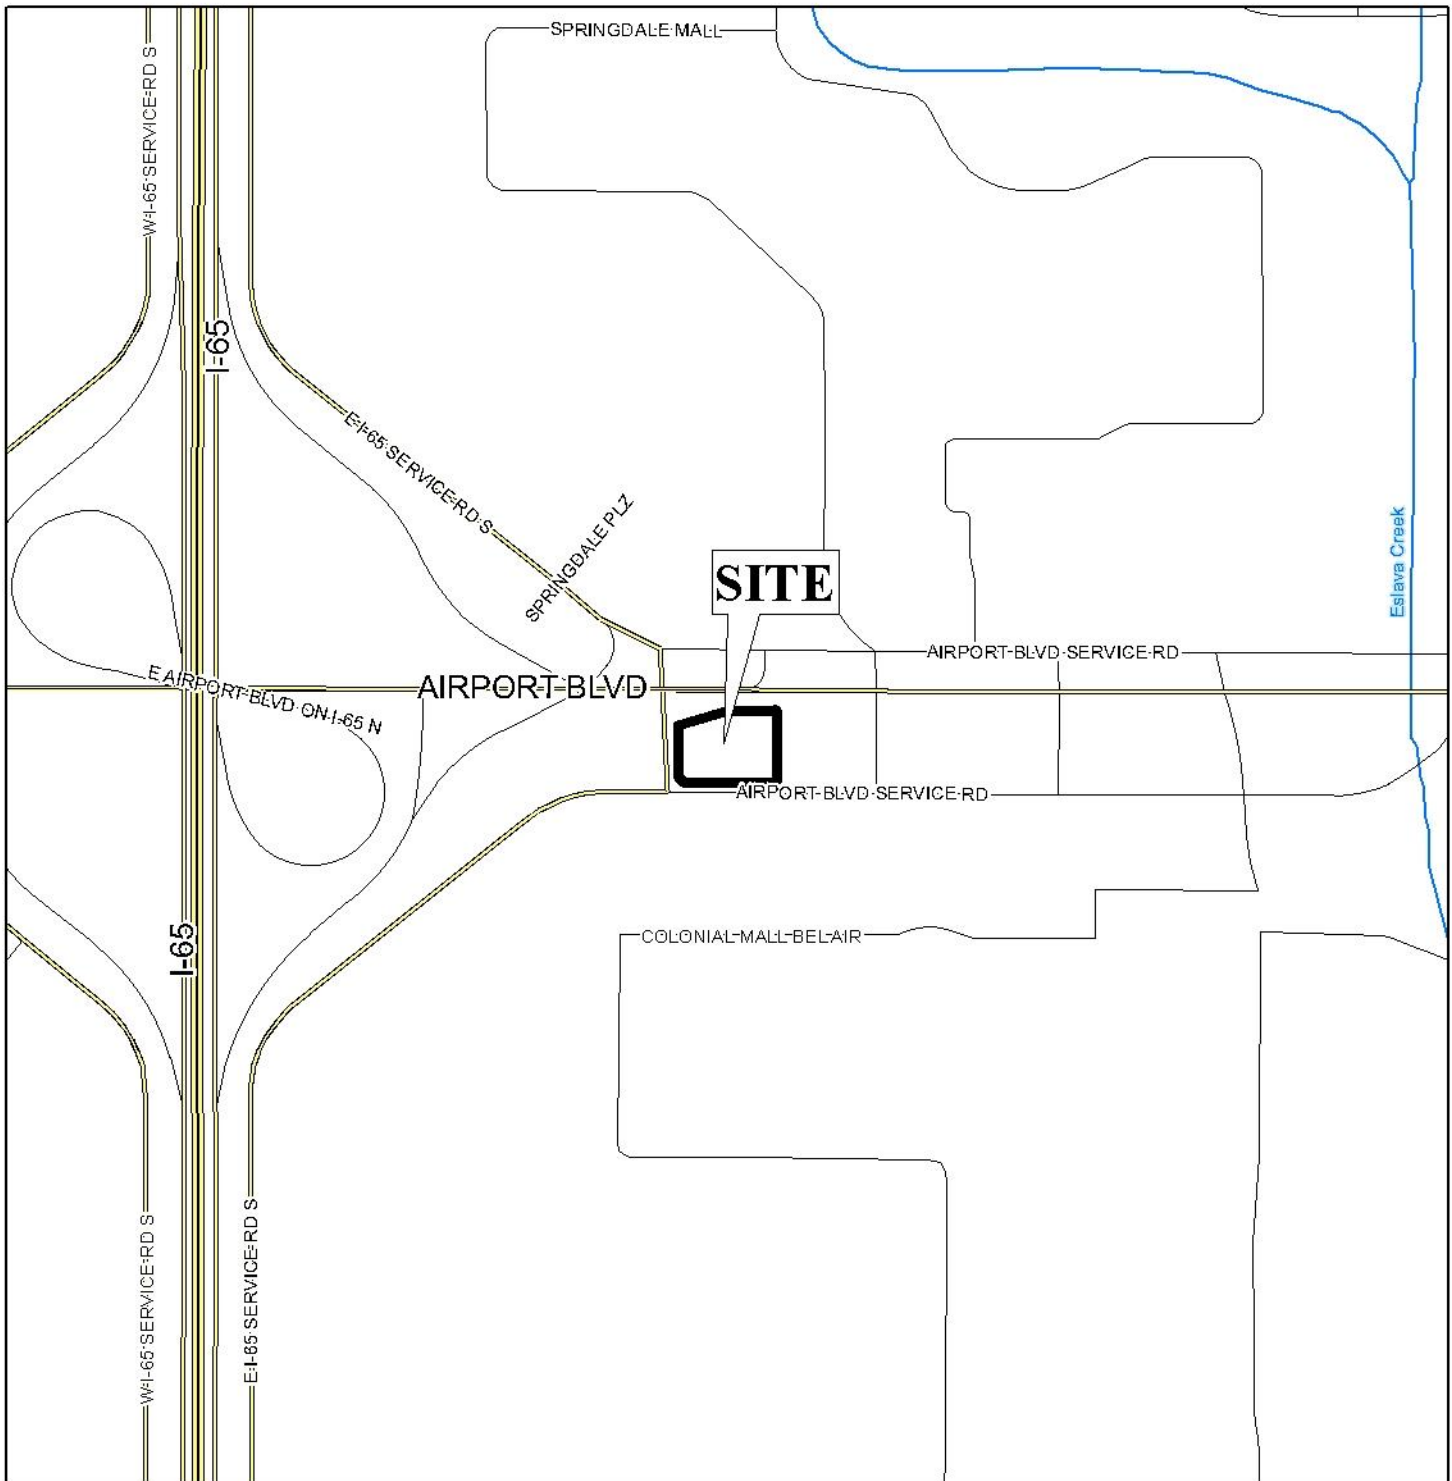 SPRINGDALE MALL
W I-65 SERVICE RD S
I-65
E I-65 SERVICE RD S
SPRINGDALE PLZ
Eslava Creek
SITE
AIRPORT BLVD SERVICE RD
E AIRPORT BLVD ON I-65 N
AIRPORT BLVD
AIRPORT BLVD SERVICE RD
I-65
COLONIAL MALL BEL AIR
W I-65 SERVICE RD S
E I-65 SERVICE RD S